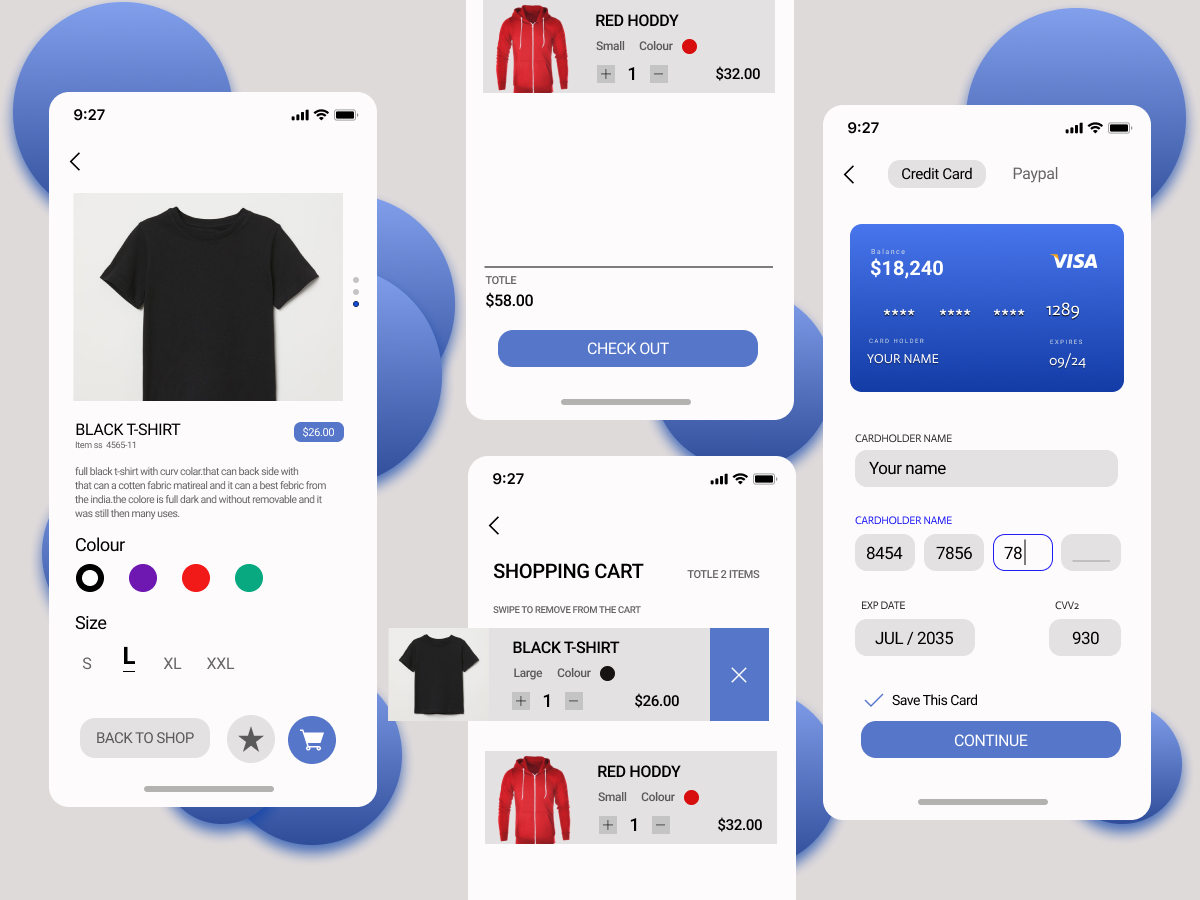 9:27
BLACK T-SHIRT
$26.00
Item ss 4565-11
full black t-shirt with curv colar.that can back side with
that can a cotten fabric matireal and it can a best febric from
the india.the colore is full dark and without removable and it
was still then many uses.
Colour
Size
S L XL XXL
BACK TO SHOP
RED HODDY
Small Colour
1 $32.00
TOTLE
$58.00
CHECK OUT
9:27
SHOPPING CART
TOTLE 2 ITEMS
SWIPE TO REMOVE FROM THE CART
BLACK T-SHIRT
Large Colour
1 $26.00
RED HODDY
Small Colour
1 $32.00
9:27
Credit Card Paypal
Balance
$18,240
VISA
**** **** **** 1289
CARD HOLDER EXPIRES
YOUR NAME 09/24
CARDHOLDER NAME
Your name
CARDHOLDER NAME
8454 7856 78
EXP DATE CVV2
JUL / 2035 930
Save This Card
CONTINUE